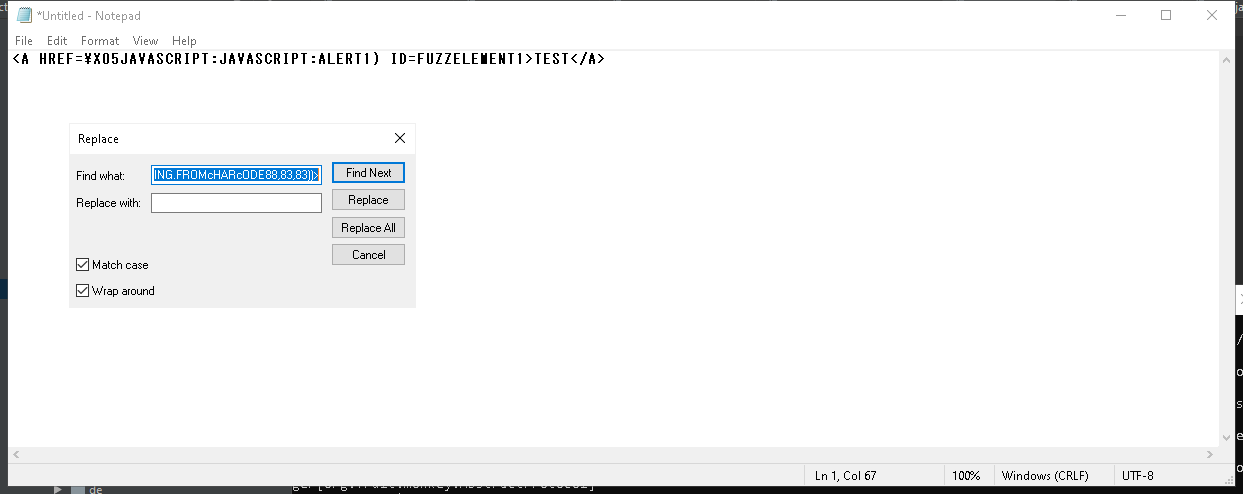 *Untitled - Notepad
File Edit Format View Help
<A HREF=¥X05JAVASCRIPT:JAVASCRIPT:ALERT1) ID=FUZZELEMENT1>TEST</A>
Replace
Find what: ING.FROMcHARcODE88,83,83))> Find Next
Replace with: Replace
Replace All
Cancel
Match case
Wrap around
Ln 1, Col 67 100% Windows (CRLF) UTF-8
de